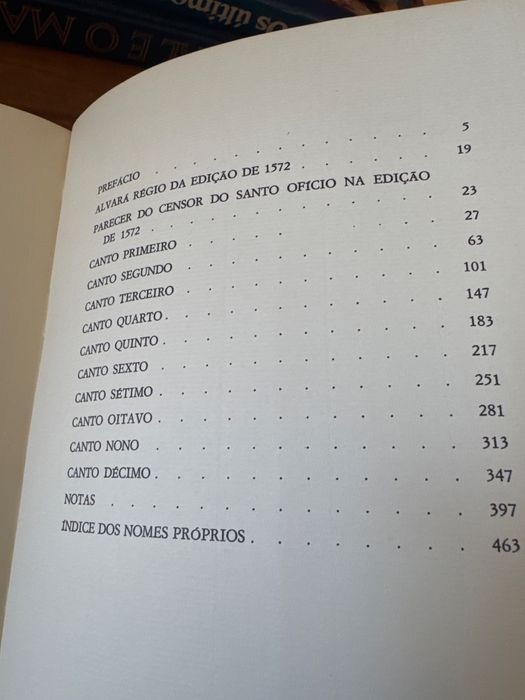 os último
PREFÁCIO . . . . . . . . . . 5
ALVARÁ RÉGIO DA EDIÇÃO DE 1572 . . . . . 19
PARECER DO CENSOR DO SANTO OFÍCIO NA EDIÇÃO
DE 1572 . . . . . . . . . . 23
CANTO PRIMEIRO . . . . . . . 27
CANTO SEGUNDO . . . . . . . . . 63
CANTO TERCEIRO . . . . . . . . . 101
CANTO QUARTO . . . . . . . . . . 147
CANTO QUINTO . . . . . . . . . . 183
CANTO SEXTO . . . . . . . . . . 217
CANTO SÉTIMO . . . . . . . . . . 251
CANTO OITAVO . . . . . . . . . . 281
CANTO NONO . . . . . . . . . . 313
CANTO DÉCIMO . . . . . . . . . . 347
NOTAS . . . . . . . . . . . 397
ÍNDICE DOS NOMES PRÓPRIOS . . . . . . . 463